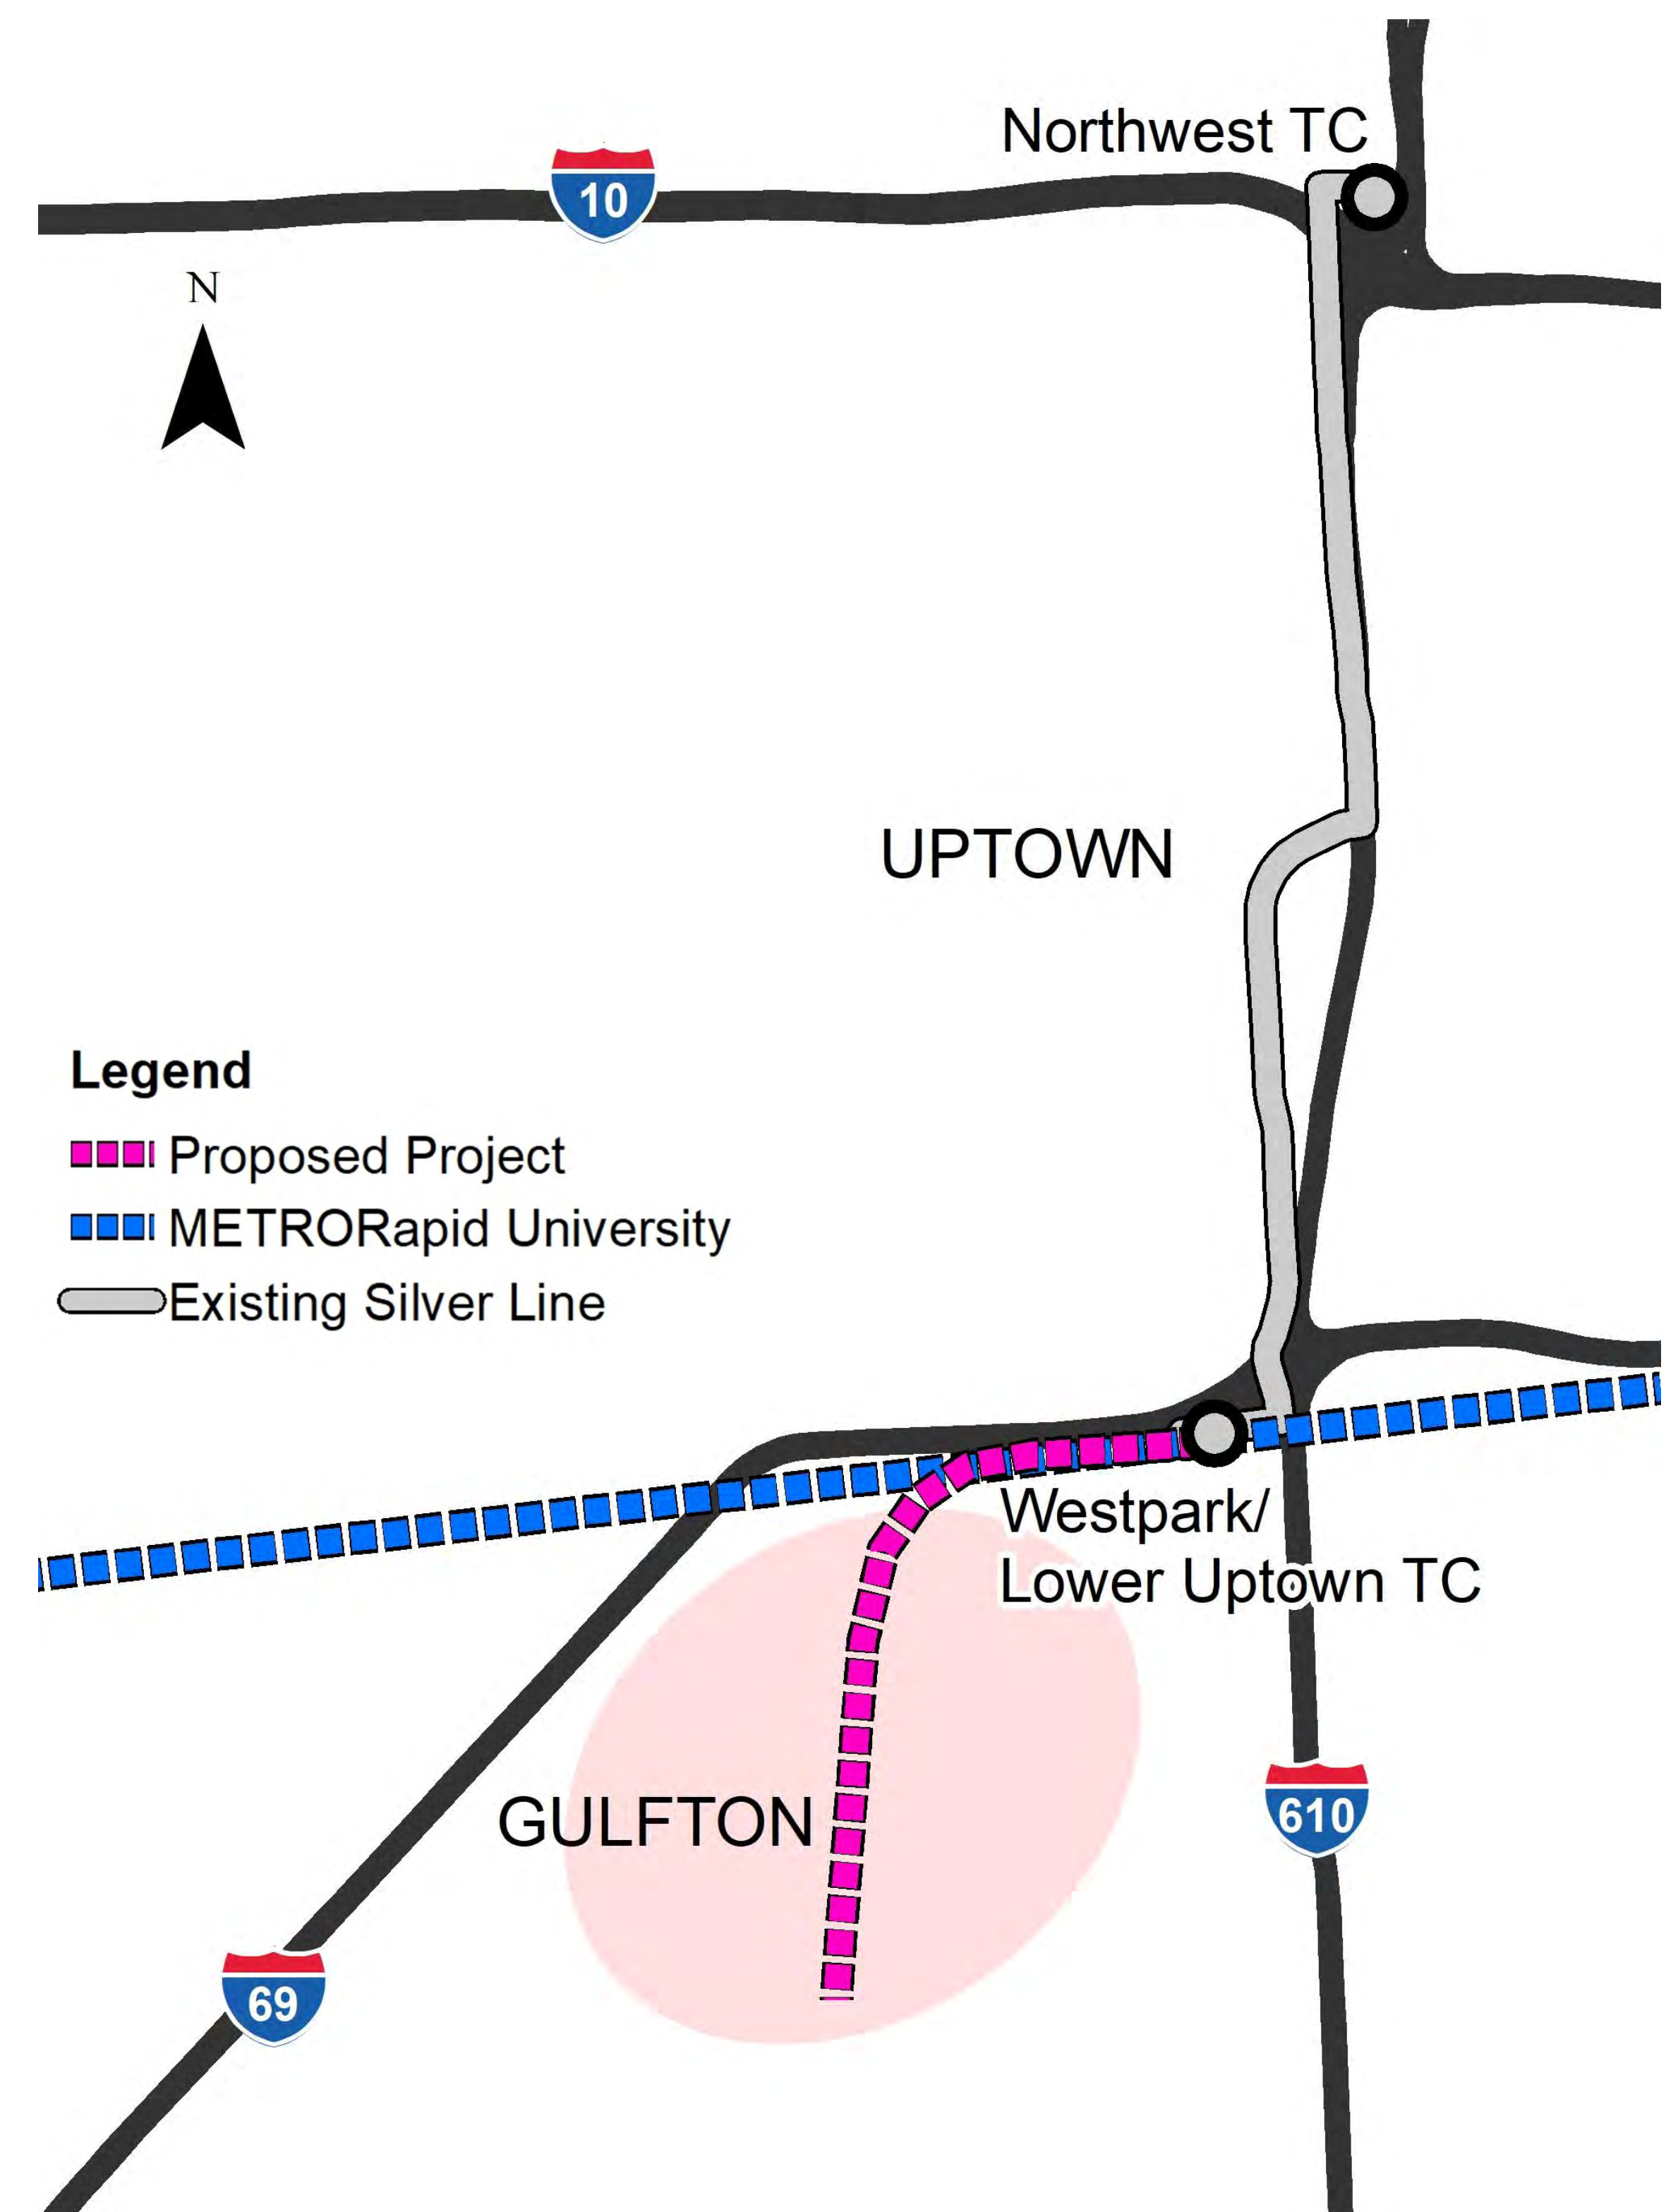 Northwest TC
10
N
UPTOWN
Legend
Proposed Project
METRORapid University
Existing Silver Line
Westpark/
Lower Uptown TC
GULFTON
610
69